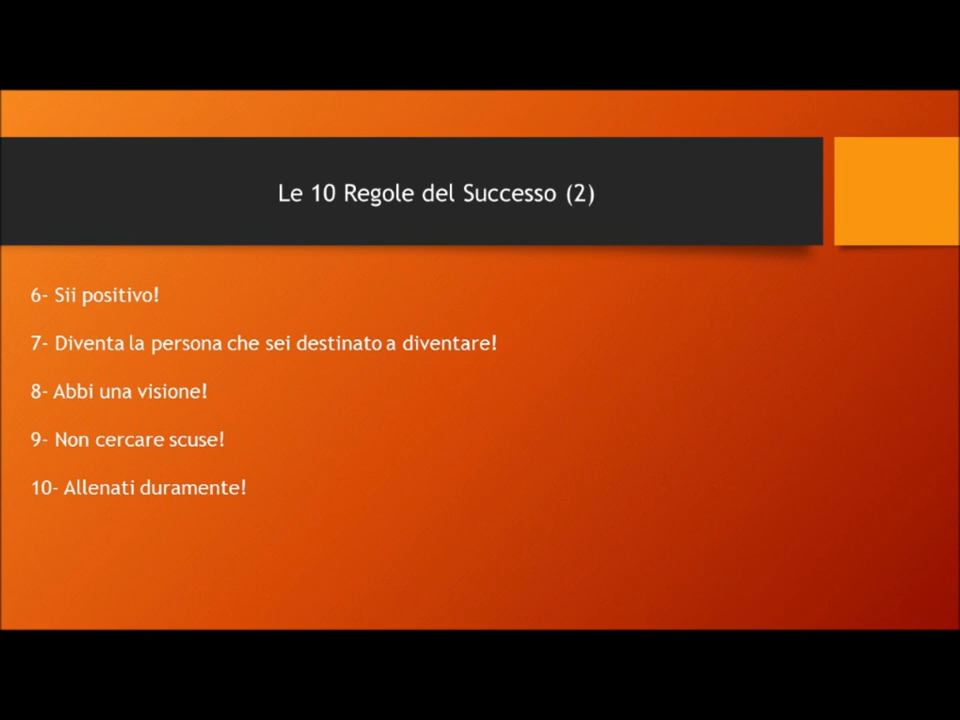 Le 10 Regole del Successo (2)
6- Sii positivo!
7- Diventa la persona che sei destinato a diventare!
8- Abbi una visione!
9- Non cercare scuse!
10- Allenati duramente!